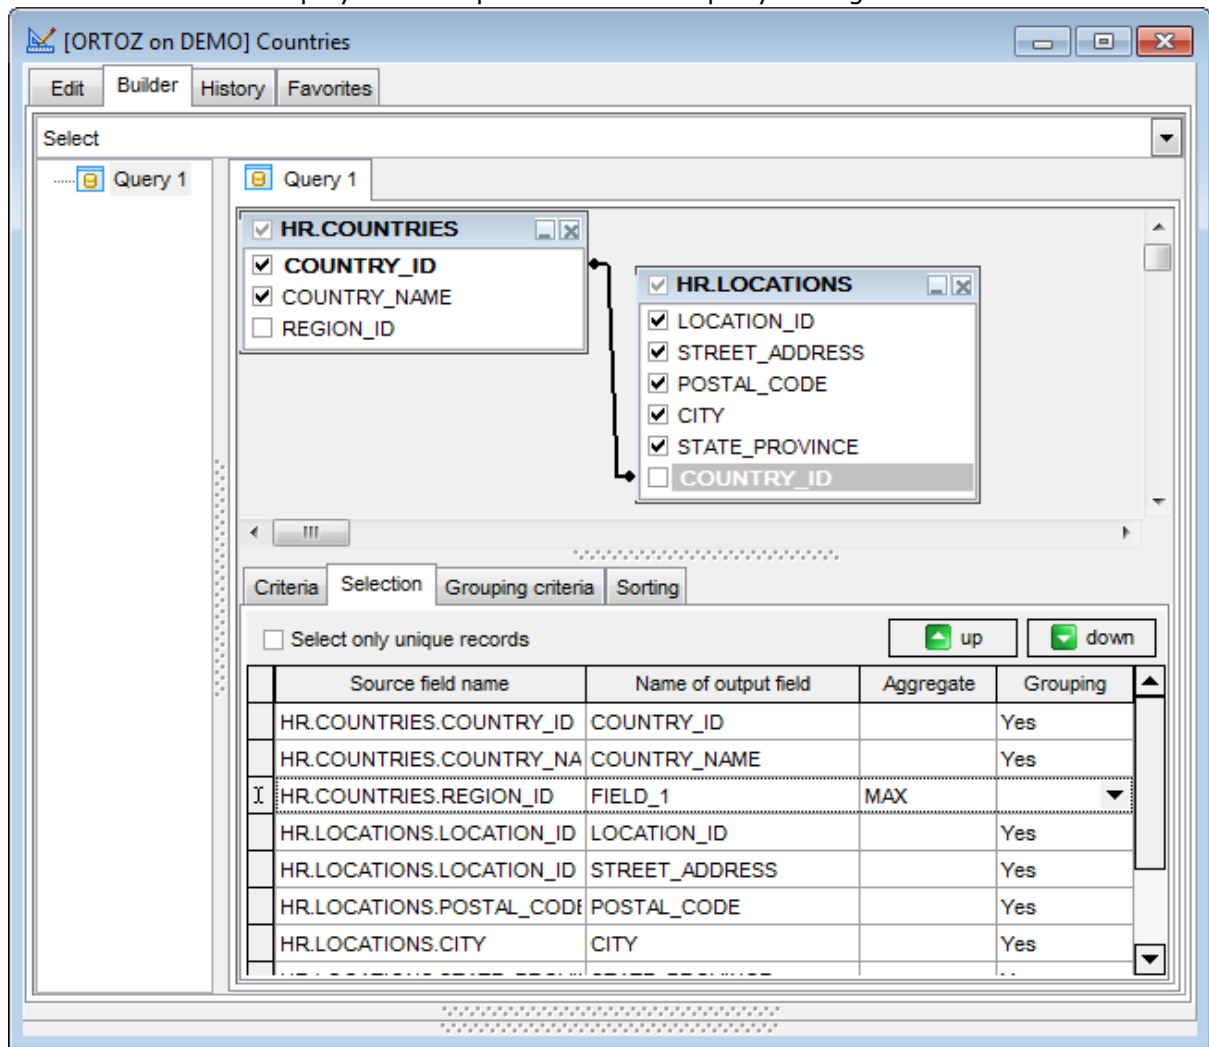 [ORTOZ on DEMO] Countries
Edit Builder History Favorites
Select
Query 1
Query 1
HR.COUNTRIES
COUNTRY_ID
COUNTRY_NAME
REGION_ID
HR.LOCATIONS
LOCATION_ID
STREET_ADDRESS
POSTAL_CODE
CITY
STATE_PROVINCE
COUNTRY_ID
Criteria Selection Grouping criteria Sorting
Select only unique records up down
Source field name Name of output field Aggregate Grouping
HR.COUNTRIES.COUNTRY_ID COUNTRY_ID Yes
HR.COUNTRIES.COUNTRY_NA COUNTRY_NAME Yes
HR.COUNTRIES.REGION_ID FIELD_1 MAX
HR.LOCATIONS.LOCATION_ID LOCATION_ID Yes
HR.LOCATIONS.LOCATION_ID STREET_ADDRESS Yes
HR.LOCATIONS.POSTAL_CODE POSTAL_CODE Yes
HR.LOCATIONS.CITY CITY Yes